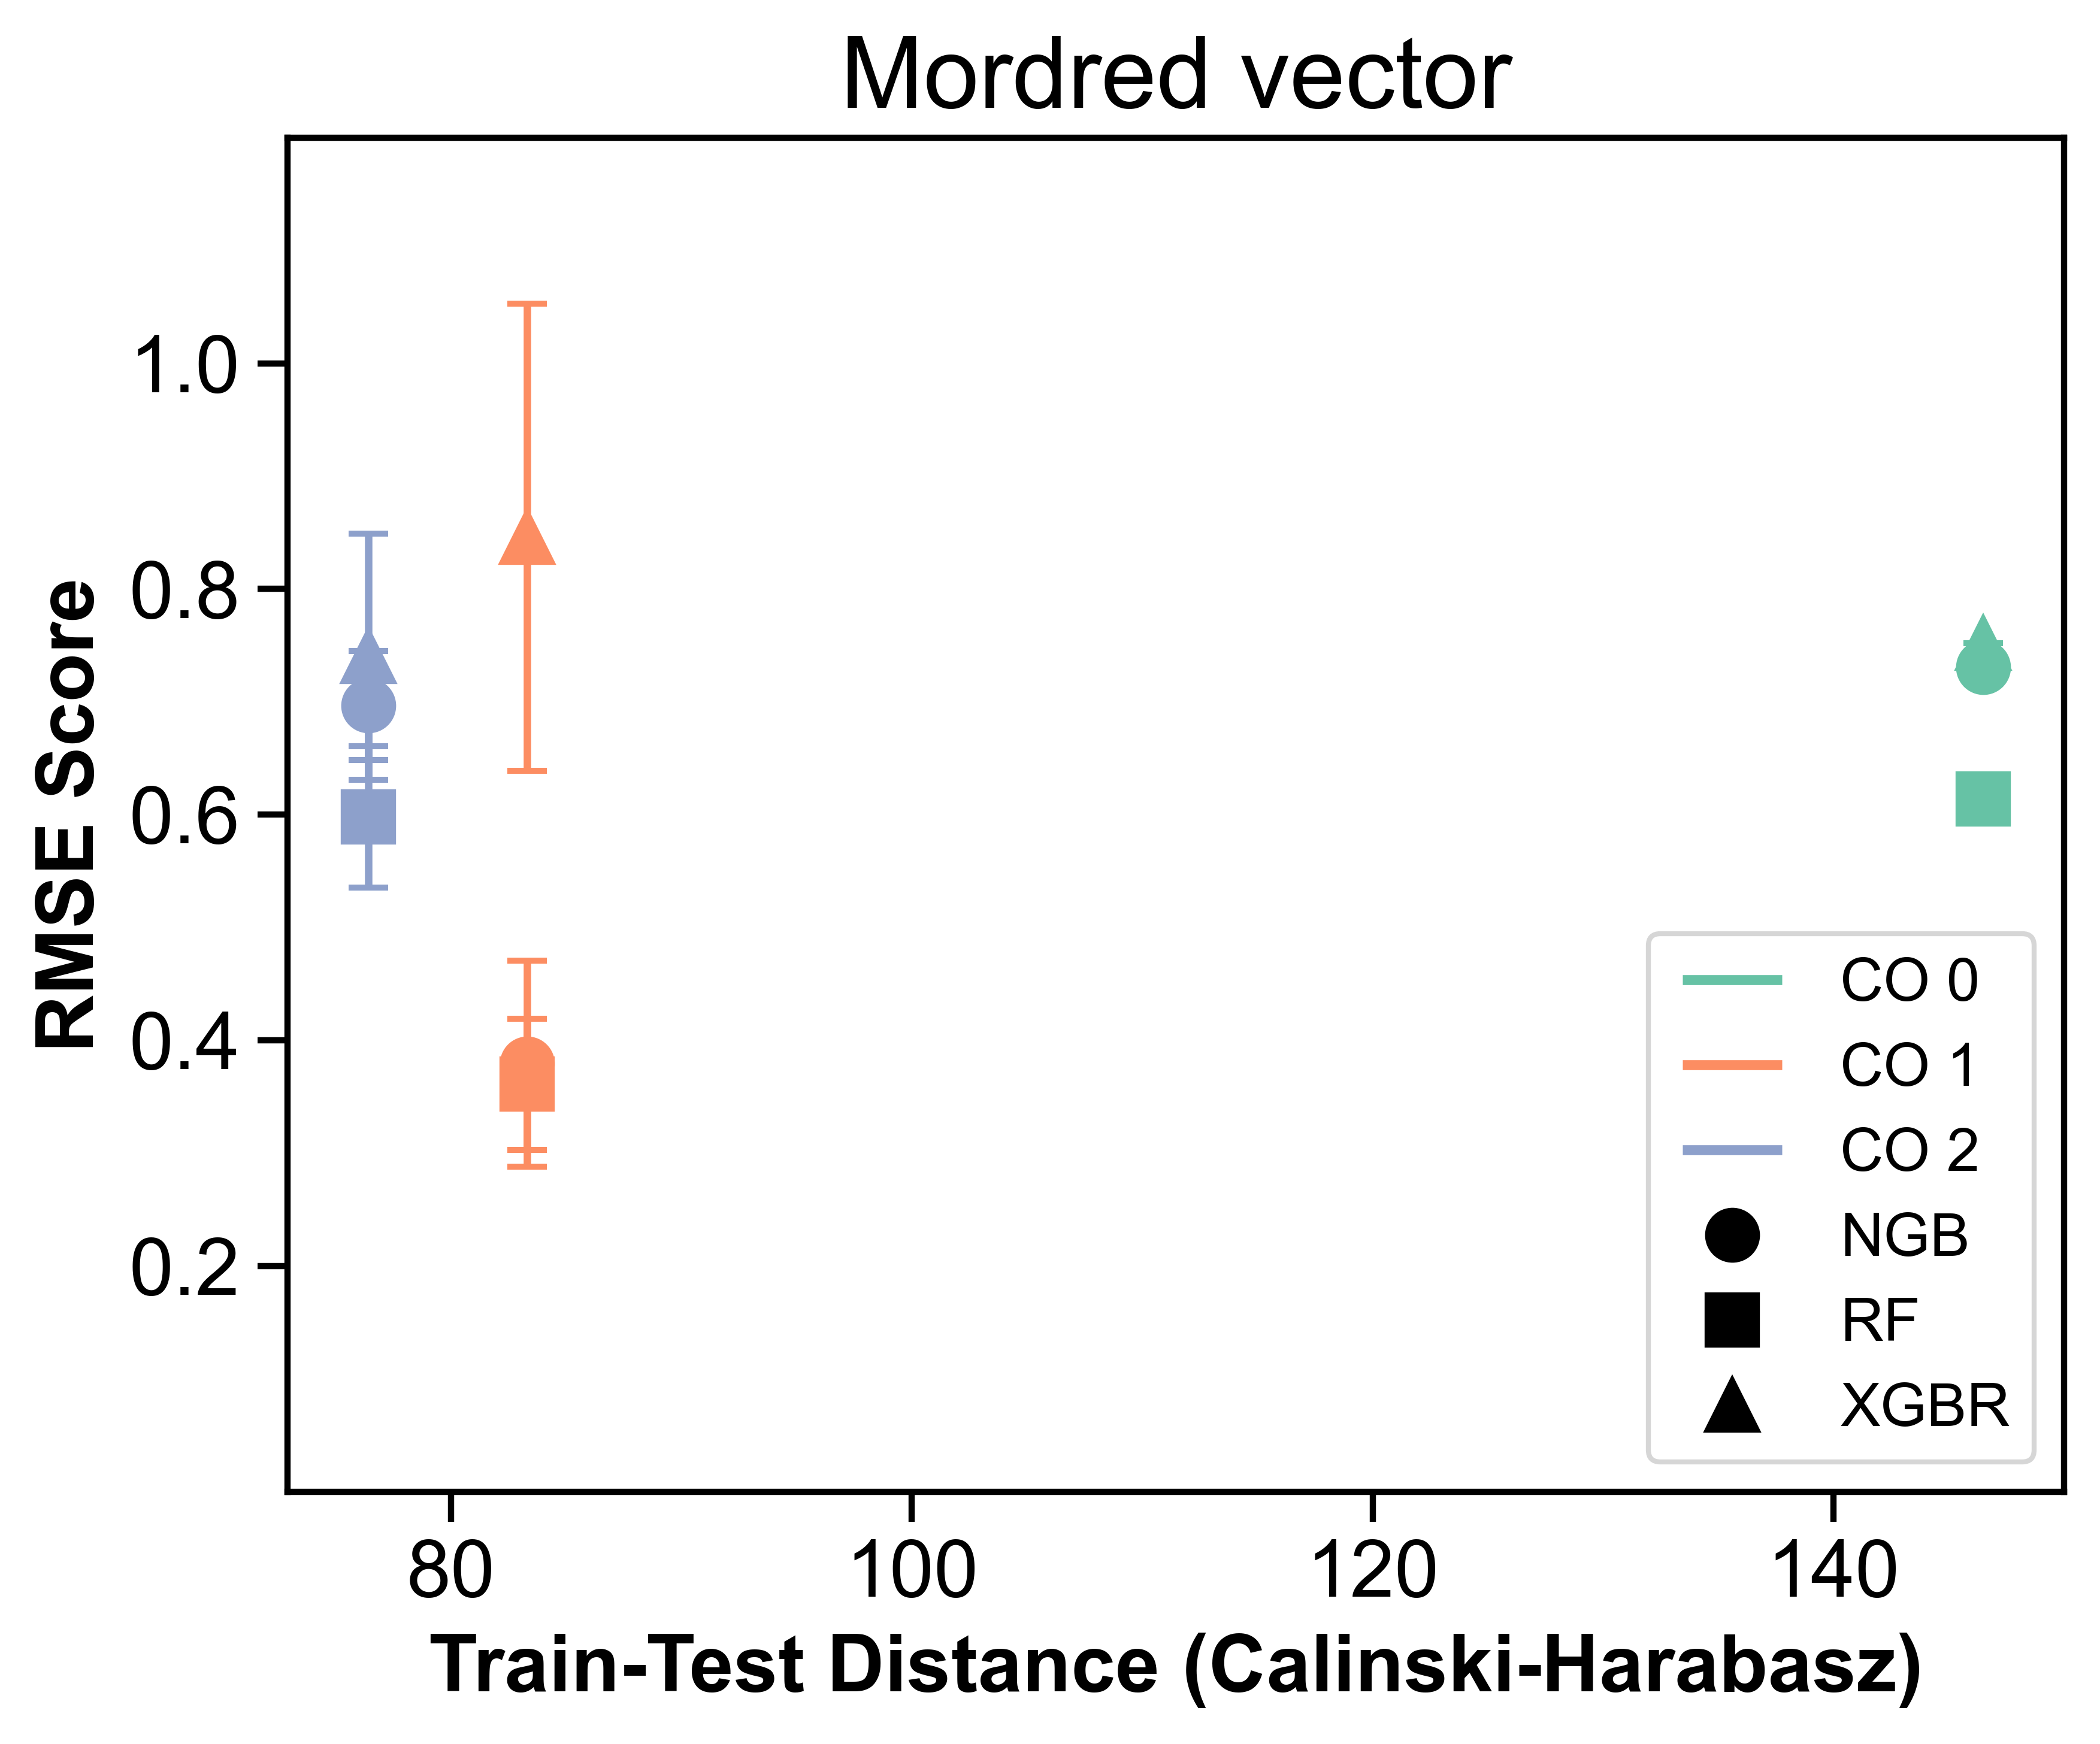 Mordred vector
1.0
0.8
0.6
0.4
0.2
RMSE Score
80 100 120 140
Train-Test Distance (Calinski-Harabasz)
CO 0
CO 1
CO 2
NGB
RF
XGBR